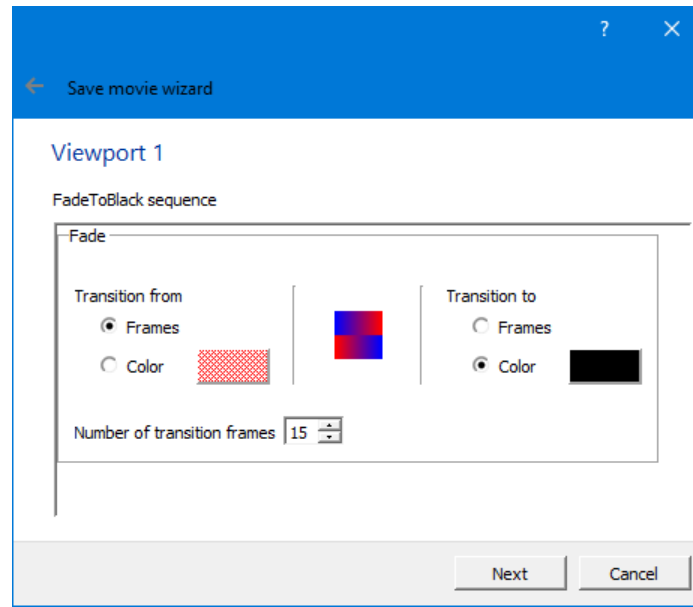 ?
Save movie wizard
Viewport 1
FadeToBlack sequence
Fade
Transition from
Transition to
Frames
Frames
Color
Color
Number of transition frames 15
Next
Cancel